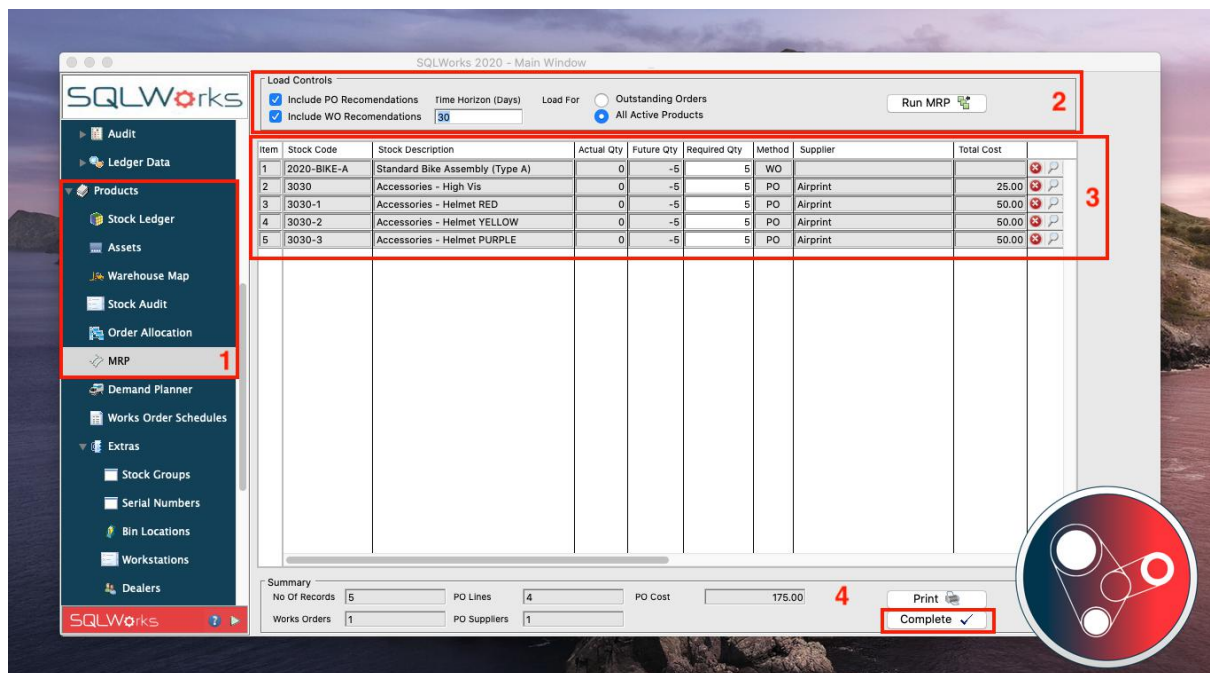 SQLWorks 2020 - Main Window
SQLWorks
Audit
Ledger Data
Products
Stock Ledger
Assets
Warehouse Map
Stock Audit
Order Allocation
MRP 1
Demand Planner
Works Order Schedules
Extras
Stock Groups
Serial Numbers
Bin Locations
Workstations
Dealers
SQLWorks ?
Load Controls
Include PO Recomendations Time Horizon (Days) Load For Outstanding Orders Run MRP 2
Include WO Recomendations 30 All Active Products
Item Stock Code Stock Description Actual Qty Future Qty Required Qty Method Supplier Total Cost
1 2020-BIKE-A Standard Bike Assembly (Type A) 0 -5 5 WO
2 3030 Accessories - High Vis 0 -5 5 PO Airprint 25.00
3 3030-1 Accessories - Helmet RED 0 -5 5 PO Airprint 50.00
3
4 3030-2 Accessories - Helmet YELLOW 0 -5 5 PO Airprint 50.00
5 3030-3 Accessories - Helmet PURPLE 0 -5 5 PO Airprint 50.00
Summary
No Of Records 5 PO Lines 4 PO Cost 175.00 4 Print
Works Orders 1 PO Suppliers 1 Complete